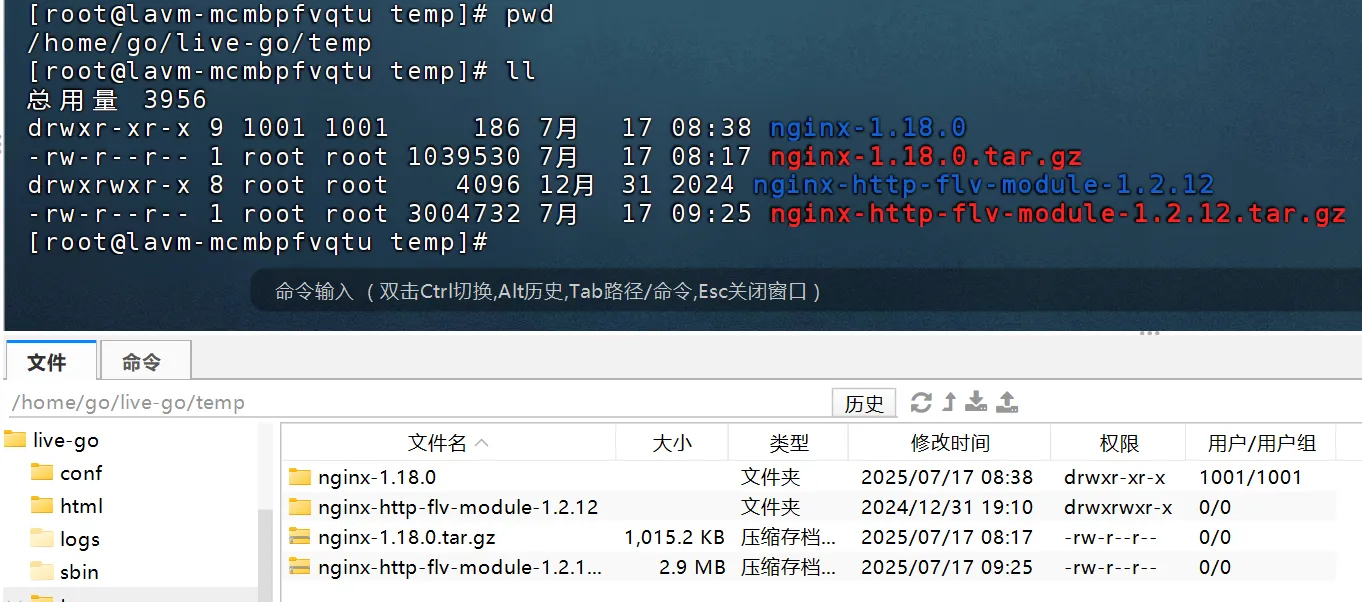 [root@lavm-mcmbpfvqtu temp]# pwd
/home/go/live-go/temp
[root@lavm-mcmbpfvqtu temp]# ll
总用量 3956
drwxr-xr-x 9 1001 1001 186 7月 17 08:38 nginx-1.18.0
-rw-r--r-- 1 root root 1039530 7月 17 08:17 nginx-1.18.0.tar.gz
drwxrwxr-x 8 root root 4096 12月 31 2024 nginx-http-flv-module-1.2.12
-rw-r--r-- 1 root root 3004732 7月 17 09:25 nginx-http-flv-module-1.2.12.tar.gz
[root@lavm-mcmbpfvqtu temp]#
命令输入 （双击Ctrl切换,Alt历史,Tab路径/命令,Esc关闭窗口）
文件 命令
/home/go/live-go/temp 历史
live-go
conf
html
logs
sbin
文件名 大小 类型 修改时间 权限 用户/用户组
nginx-1.18.0 文件夹 2025/07/17 08:38 drwxr-xr-x 1001/1001
nginx-http-flv-module-1.2.12 文件夹 2024/12/31 19:10 drwxrwxr-x 0/0
nginx-1.18.0.tar.gz 1,015.2 KB 压缩存档... 2025/07/17 08:17 -rw-r--r-- 0/0
nginx-http-flv-module-1.2.1... 2.9 MB 压缩存档... 2025/07/17 09:25 -rw-r--r-- 0/0